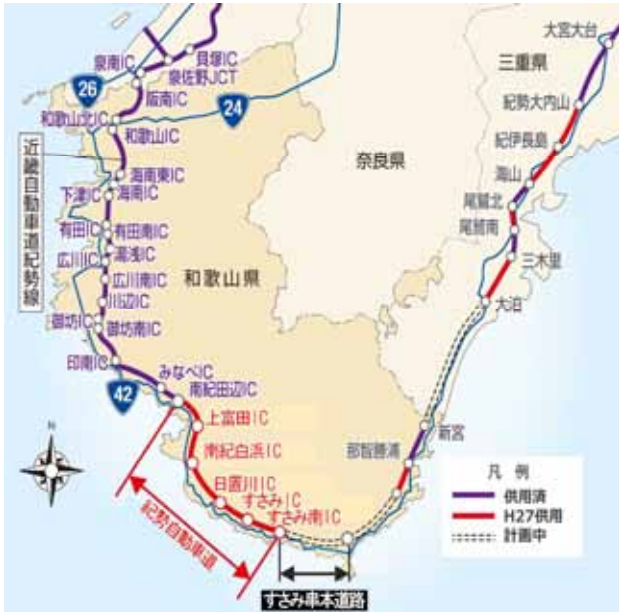 大宮大台
三重県
貝塚IC
泉南IC
泉佐野JCT
阪南IC
26
24
紀勢大内山
和歌山北IC
和歌山IC
紀伊長島
奈良県
近畿自動車道紀勢線
海南東IC
海山
下津IC
海南IC
尾鷲北
有田IC
有田南IC
尾鷲南
湯浅IC
広川IC
三木里
広川南IC
和歌山県
川辺IC
大泊
御坊IC
御坊南IC
印南IC
42
みなべIC
南紀田辺IC
上富田IC
新宮
那智勝浦
南紀白浜IC
N
日置川IC
すさみIC
すさみ南IC
紀勢自動車道
すさみ串本道路
凡 例
供用済
H27供用
計画中